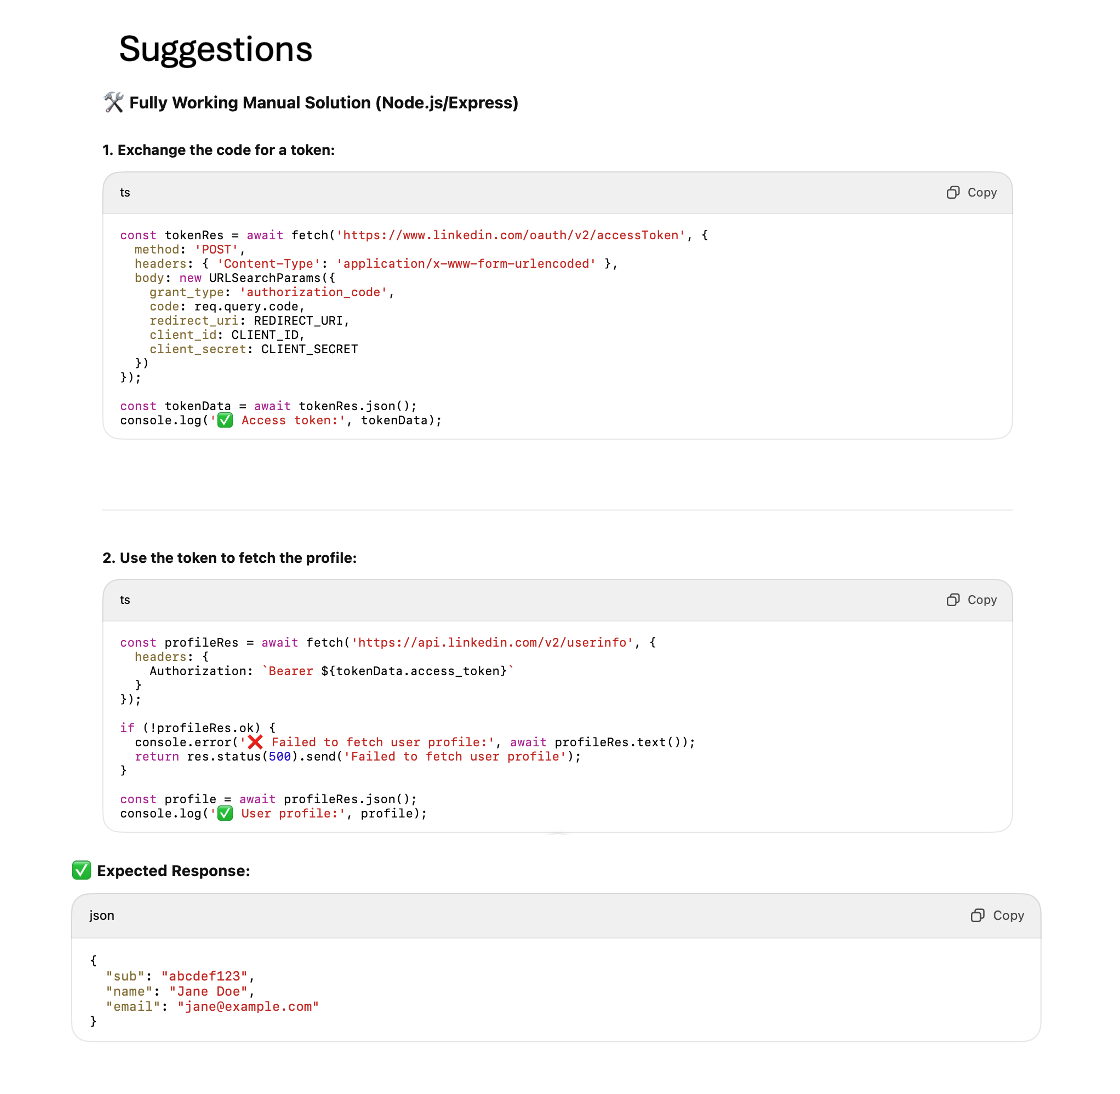 Suggestions
🛠️ Fully Working Manual Solution (Node.js/Express)
1. Exchange the code for a token:
ts
Copy
const tokenRes = await fetch('https://www.linkedin.com/oauth/v2/accessToken', {
  method: 'POST',
  headers: { 'Content-Type': 'application/x-www-form-urlencoded' },
  body: new URLSearchParams({
    grant_type: 'authorization_code',
    code: req.query.code,
    redirect_uri: REDIRECT_URI,
    client_id: CLIENT_ID,
    client_secret: CLIENT_SECRET
  })
});
const tokenData = await tokenRes.json();
console.log('✅ Access token:', tokenData);
2. Use the token to fetch the profile:
ts
Copy
const profileRes = await fetch('https://api.linkedin.com/v2/userinfo', {
  headers: {
    Authorization: `Bearer ${tokenData.access_token}`
  }
});
if (!profileRes.ok) {
  console.error('❌ Failed to fetch user profile:', await profileRes.text());
  return res.status(500).send('Failed to fetch user profile');
}
const profile = await profileRes.json();
console.log('✅ User profile:', profile);
✅ Expected Response:
json
Copy
{
  "sub": "abcdef123",
  "name": "Jane Doe",
  "email": "jane@example.com"
}